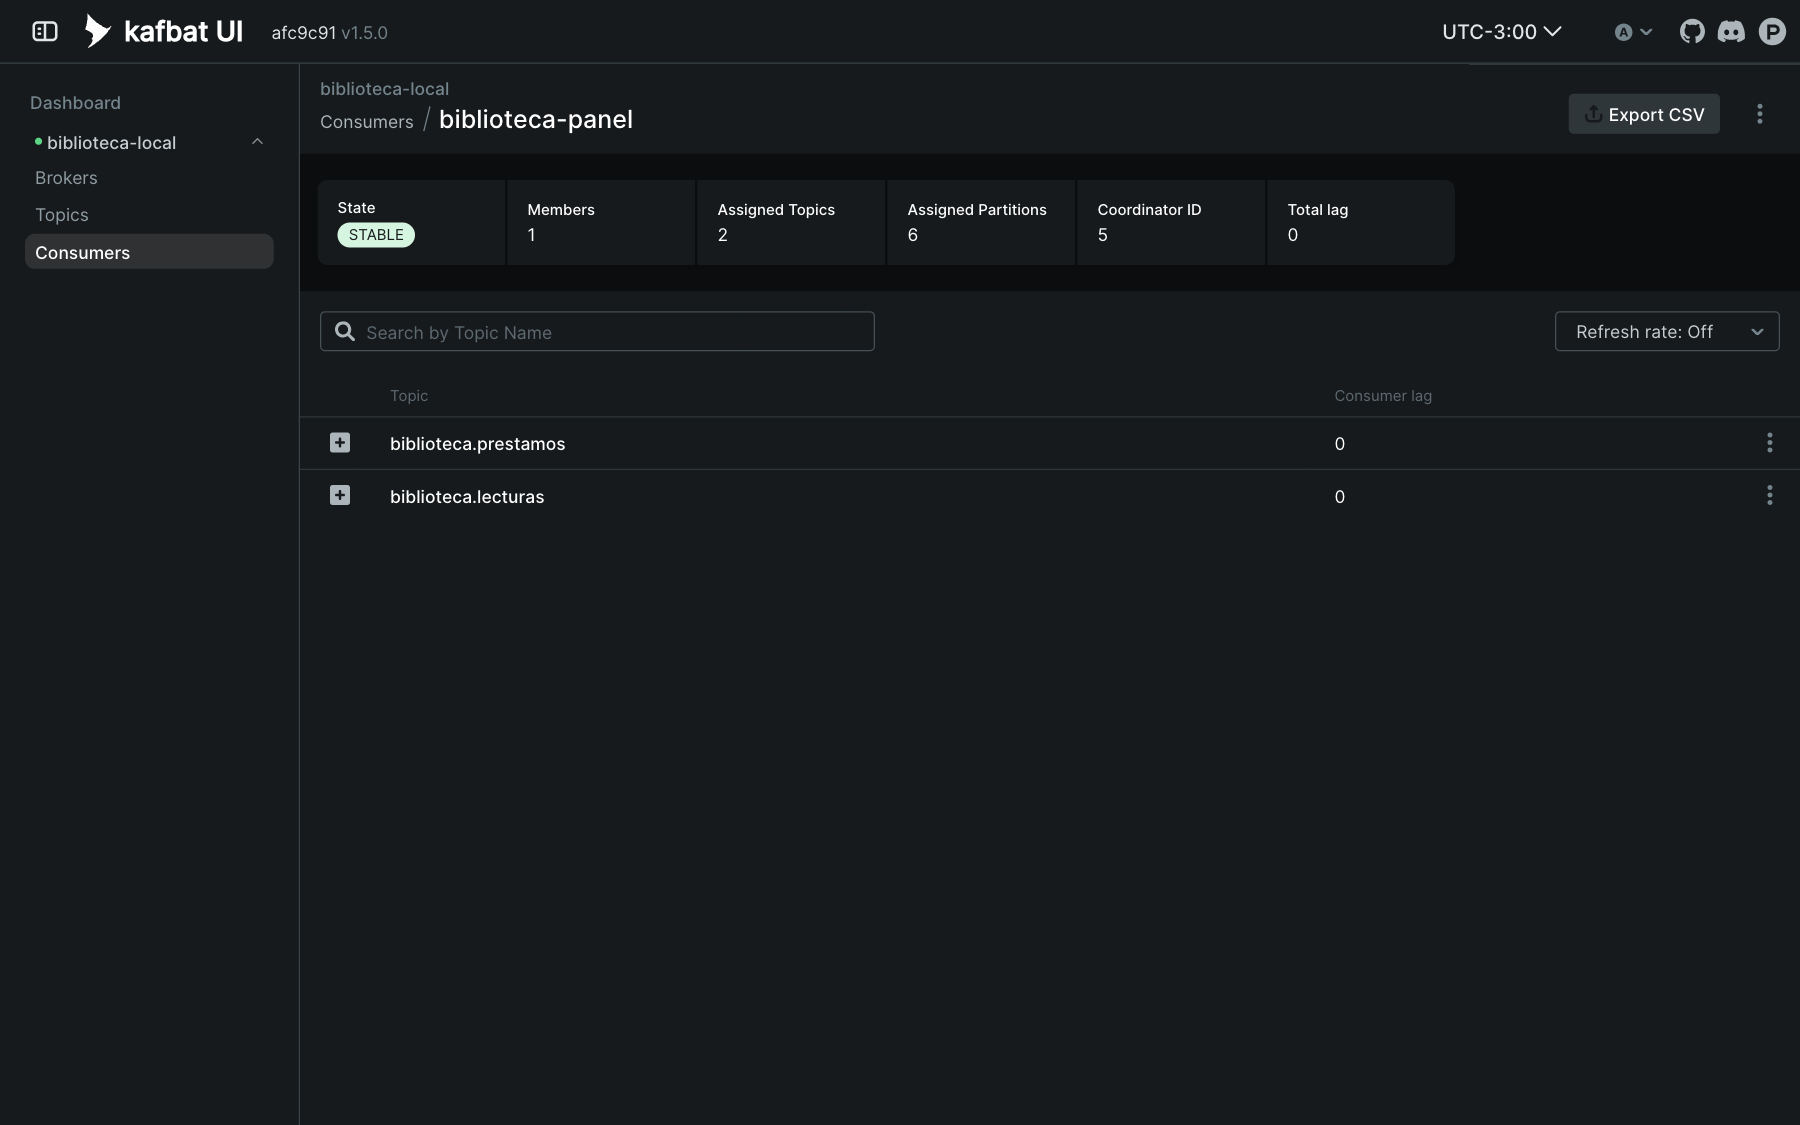 kafbat UI afc9c91 v1.5.0 UTC-3:00 A P
Dashboard
biblioteca-local
Brokers
Topics
Consumers
biblioteca-local
Consumers / biblioteca-panel
Export CSV
State
STABLE
Members
1
Assigned Topics
2
Assigned Partitions
6
Coordinator ID
5
Total lag
0
Search by Topic Name
Refresh rate: Off
Topic Consumer lag
biblioteca.prestamos 0
biblioteca.lecturas 0